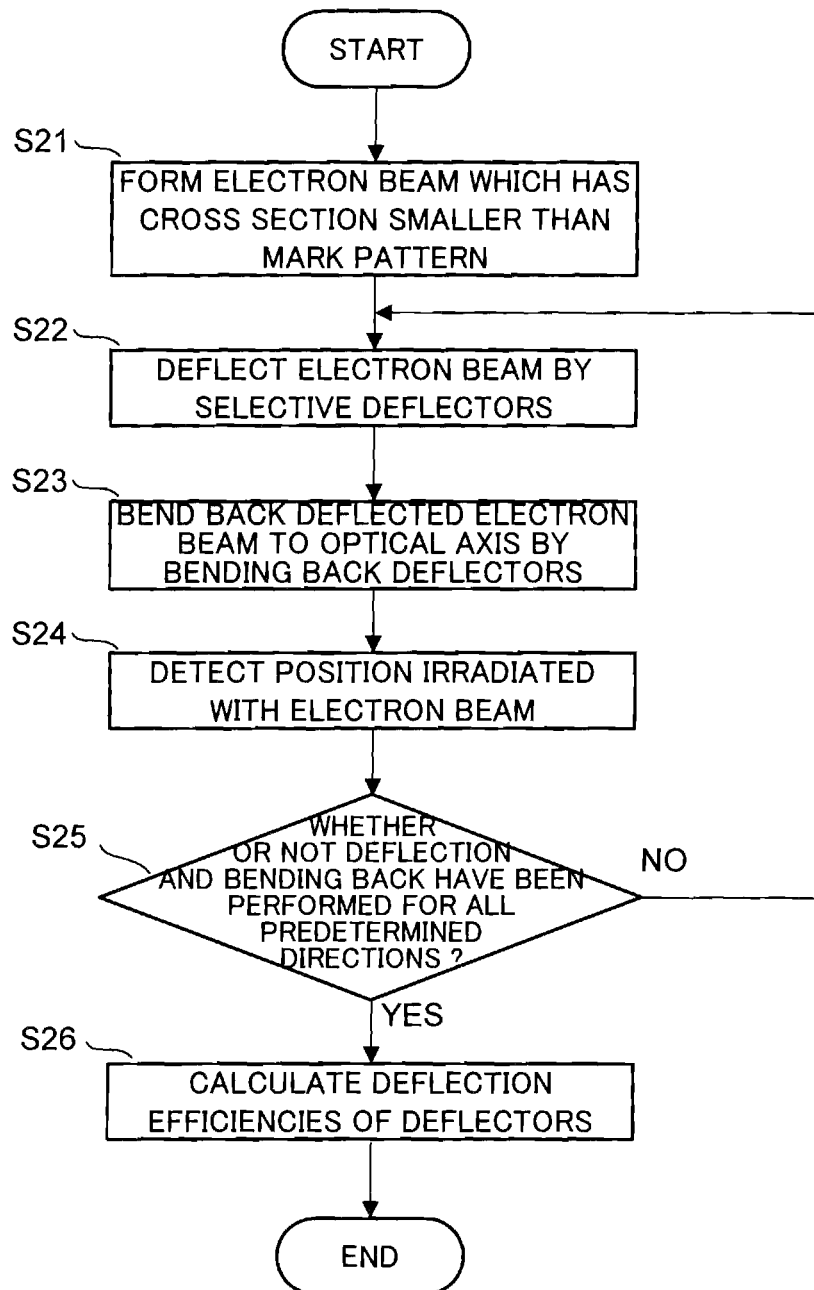 START
S21
FORM ELECTRON BEAM WHICH HAS
CROSS SECTION SMALLER THAN
MARK PATTERN
S22
DEFLECT ELECTRON BEAM BY
SELECTIVE DEFLECTORS
S23
BEND BACK DEFLECTED ELECTRON
BEAM TO OPTICAL AXIS BY
BENDING BACK DEFLECTORS
S24
DETECT POSITION IRRADIATED
WITH ELECTRON BEAM
S25
WHETHER
OR NOT DEFLECTION
AND BENDING BACK HAVE BEEN
PERFORMED FOR ALL
PREDETERMINED
DIRECTIONS ?
NO
YES
S26
CALCULATE DEFLECTION
EFFICIENCIES OF DEFLECTORS
END